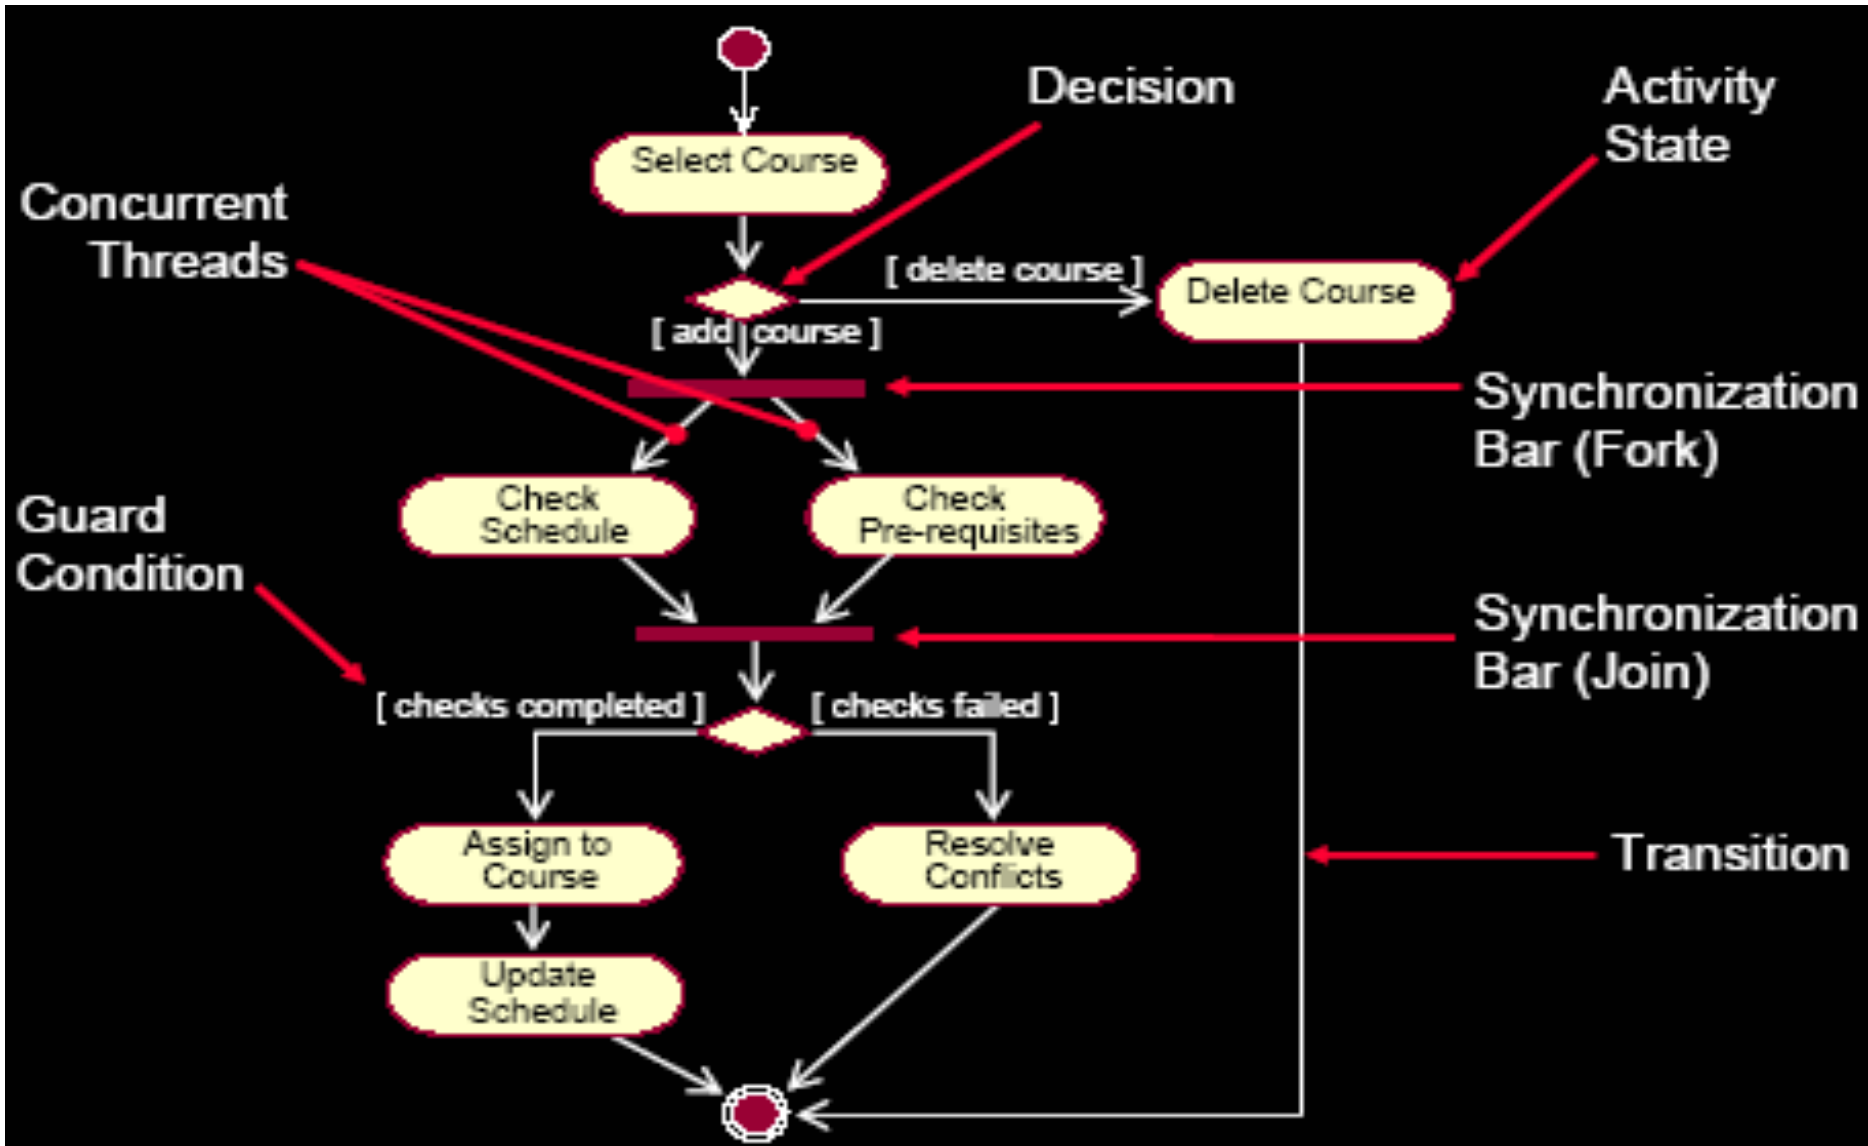 Decision
Activity
State
Select Course
Concurrent
Threads
[ delete course ]
Delete Course
[ add course ]
Synchronization
Bar (Fork)
Check
Schedule
Check
Pre-requisites
Guard
Condition
Synchronization
Bar (Join)
[ checks completed ]
[ checks failed ]
Assign to
Course
Resolve
Conflicts
Transition
Update
Schedule